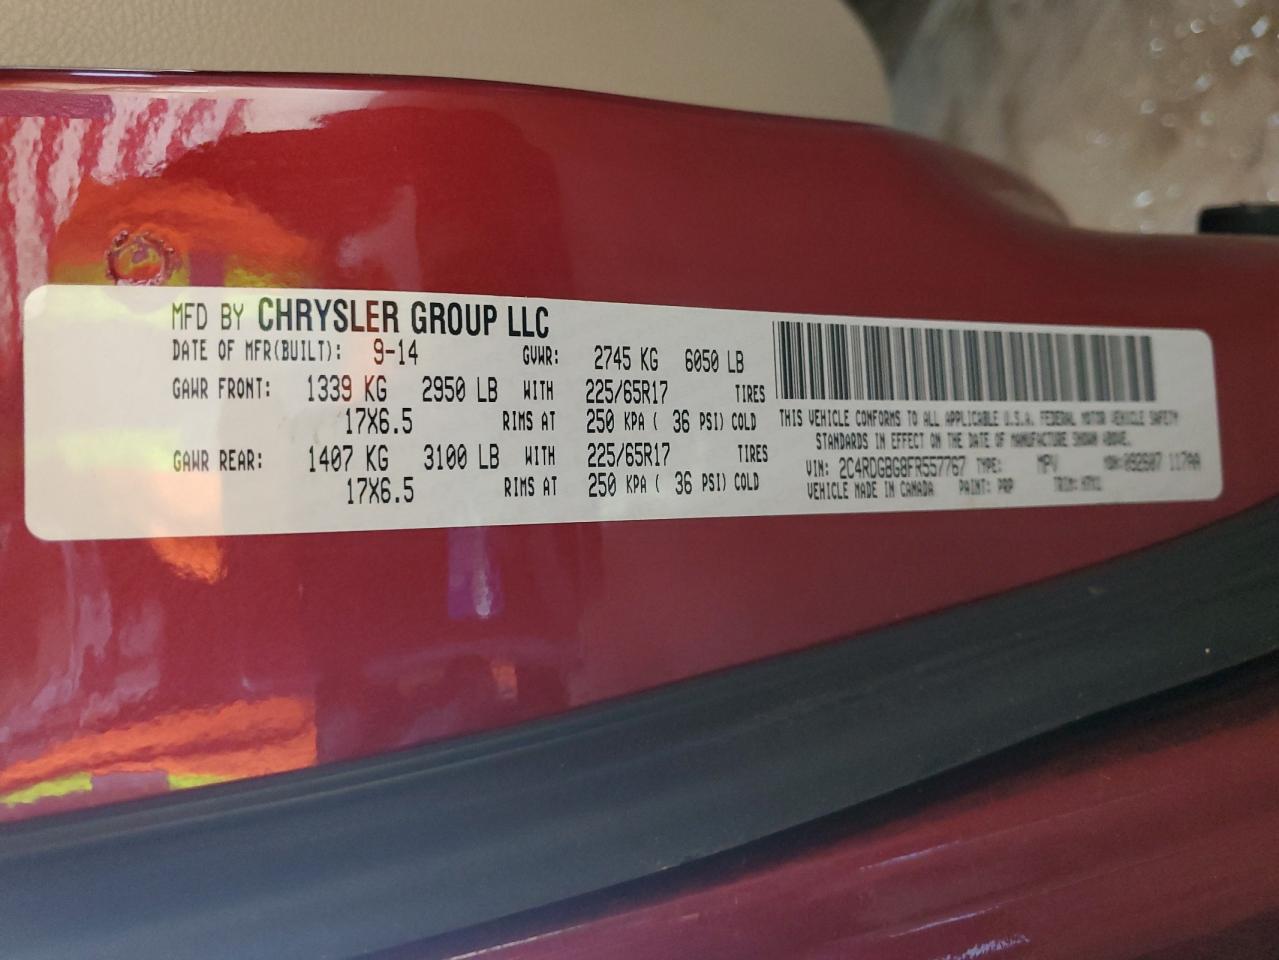 MFD BY CHRYSLER GROUP LLC
DATE OF MFR(BUILT): 9-14 GVWR: 2745 KG 6050 LB
GAWR FRONT: 1339 KG 2950 LB WITH 225/65R17 TIRES
17X6.5 RIMS AT 250 KPA ( 36 PSI) COLD
GAWR REAR: 1407 KG 3100 LB WITH 225/65R17 TIRES
17X6.5 RIMS AT 250 KPA ( 36 PSI) COLD
THIS VEHICLE CONFORMS TO ALL APPLICABLE U.S.A. FEDERAL MOTOR VEHICLE SAFETY
STANDARDS IN EFFECT ON THE DATE OF MANUFACTURE SHOWN ABOVE.
VIN: 2C4RDGBG8FR557767 TYPE: MPV MDH:
VEHICLE MADE IN CANADA PAINT: PRP TRIM: